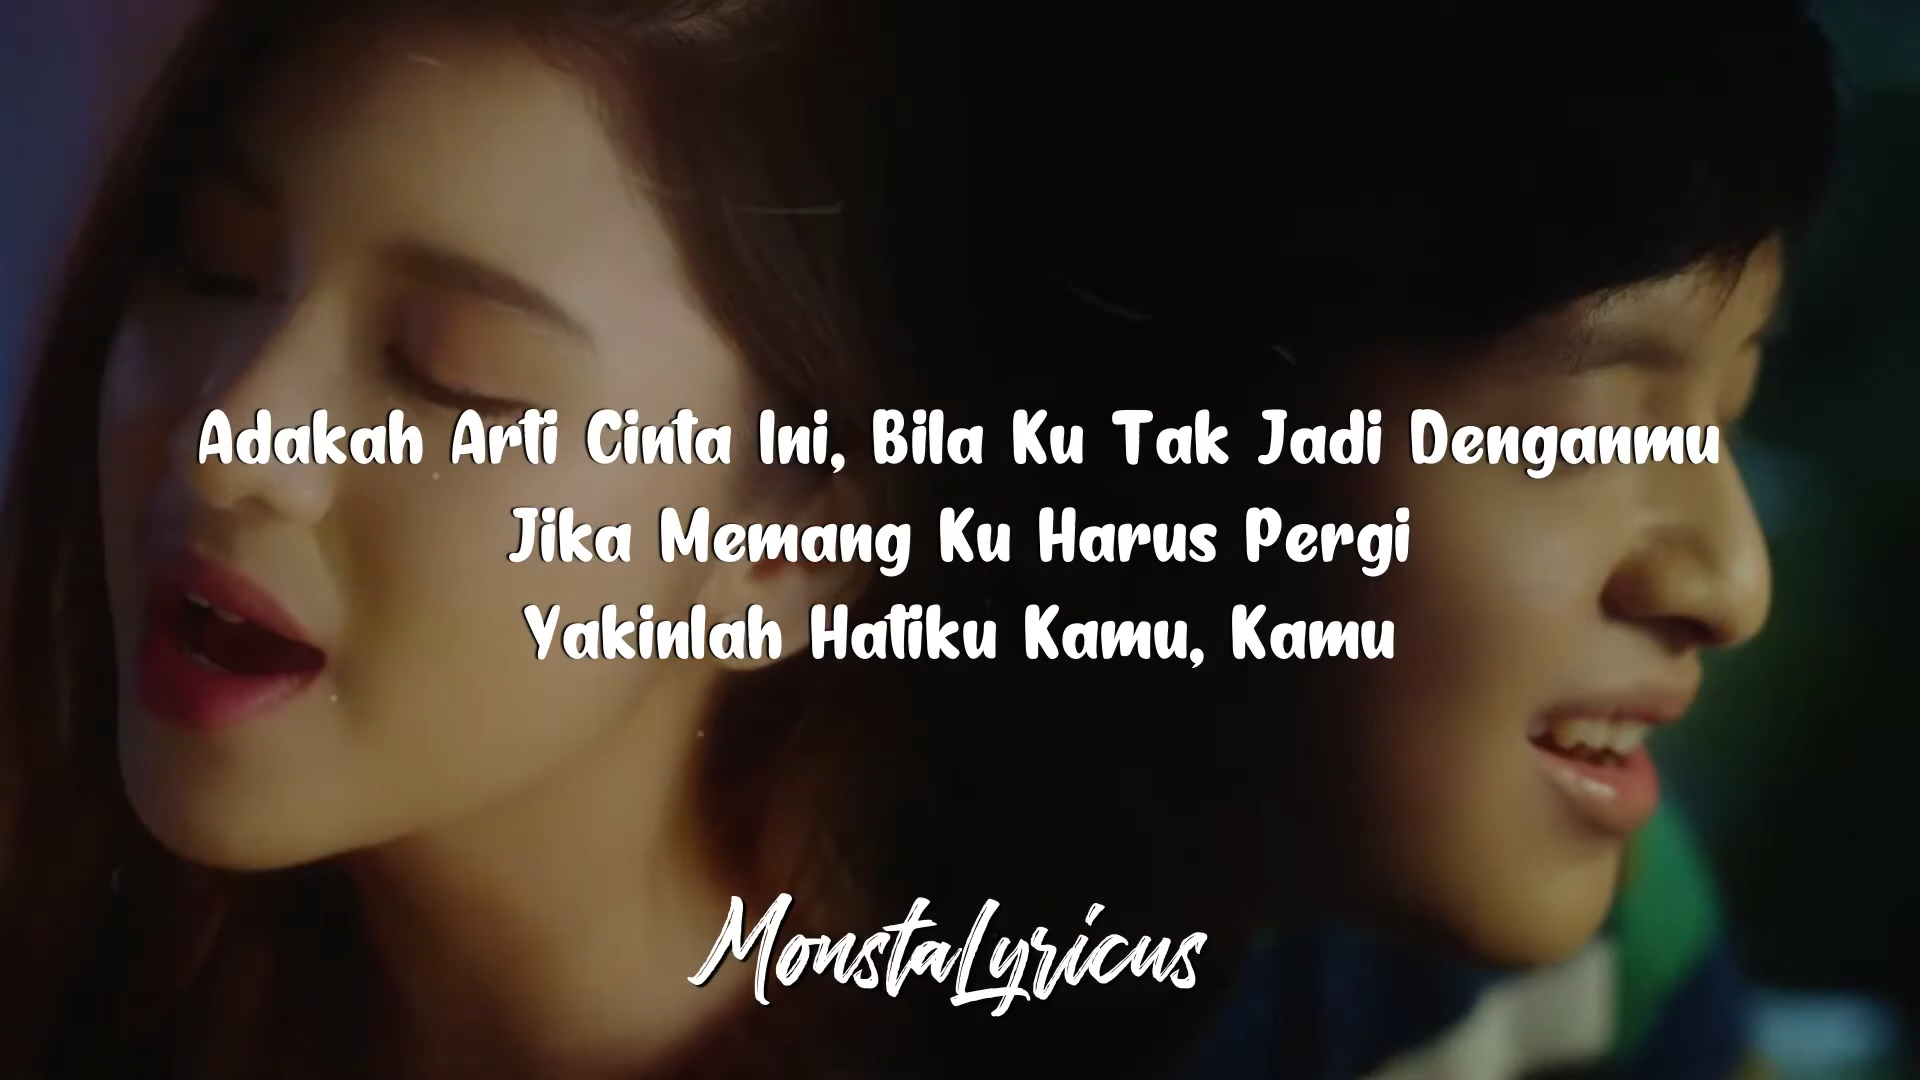 Adakah Arti Cinta Ini, Bila Ku Tak Jadi Denganmu
Jika Memang Ku Harus Pergi
Yakinlah Hatiku Kamu, Kamu
MonstaLyricus